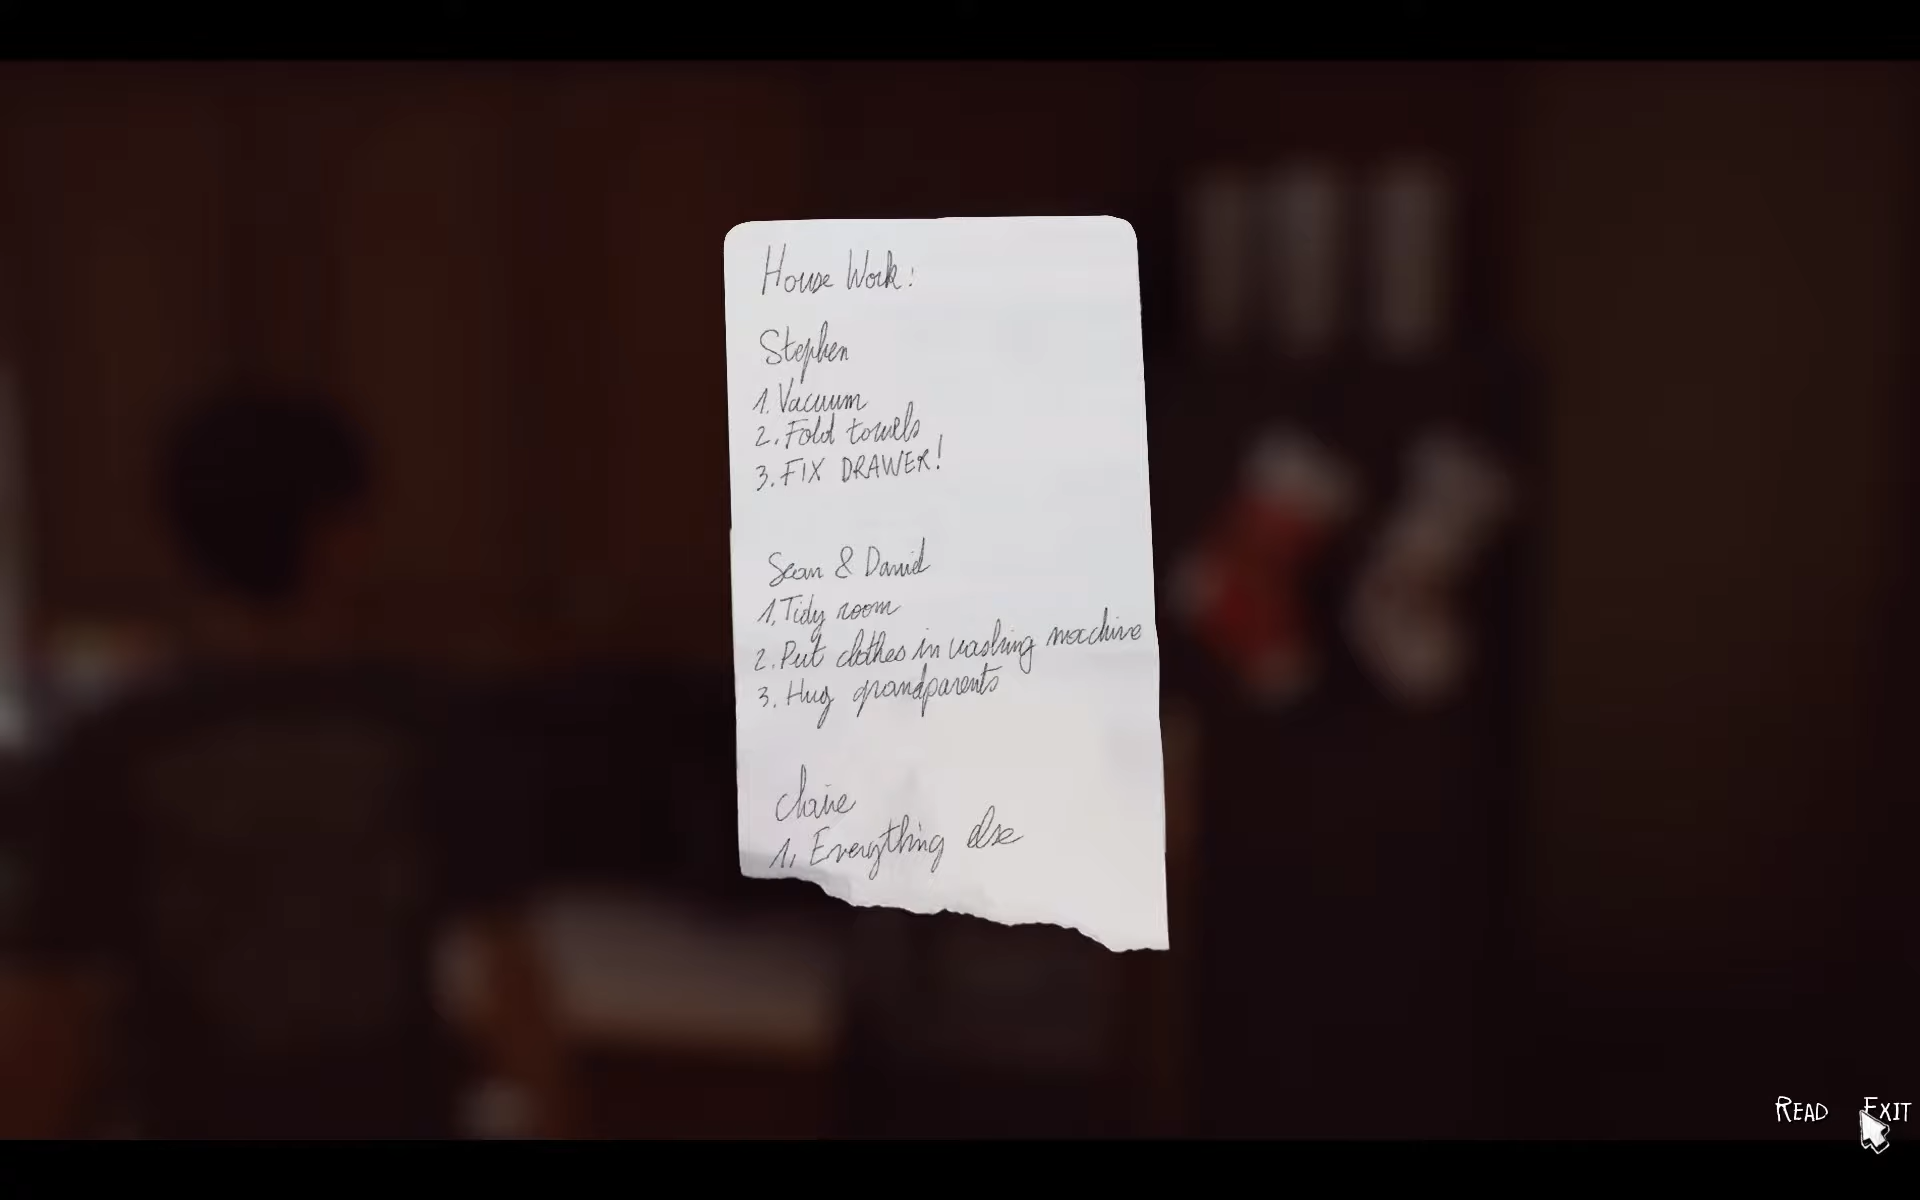 House Work:
Stephen
1. Vacuum
2. Fold towels
3. FIX DRAWER!
Sean & Daniel
1. Tidy room
2. Put clothes in washing machine
3. Hug grandparents
Claire
1. Everything else
READ EXIT